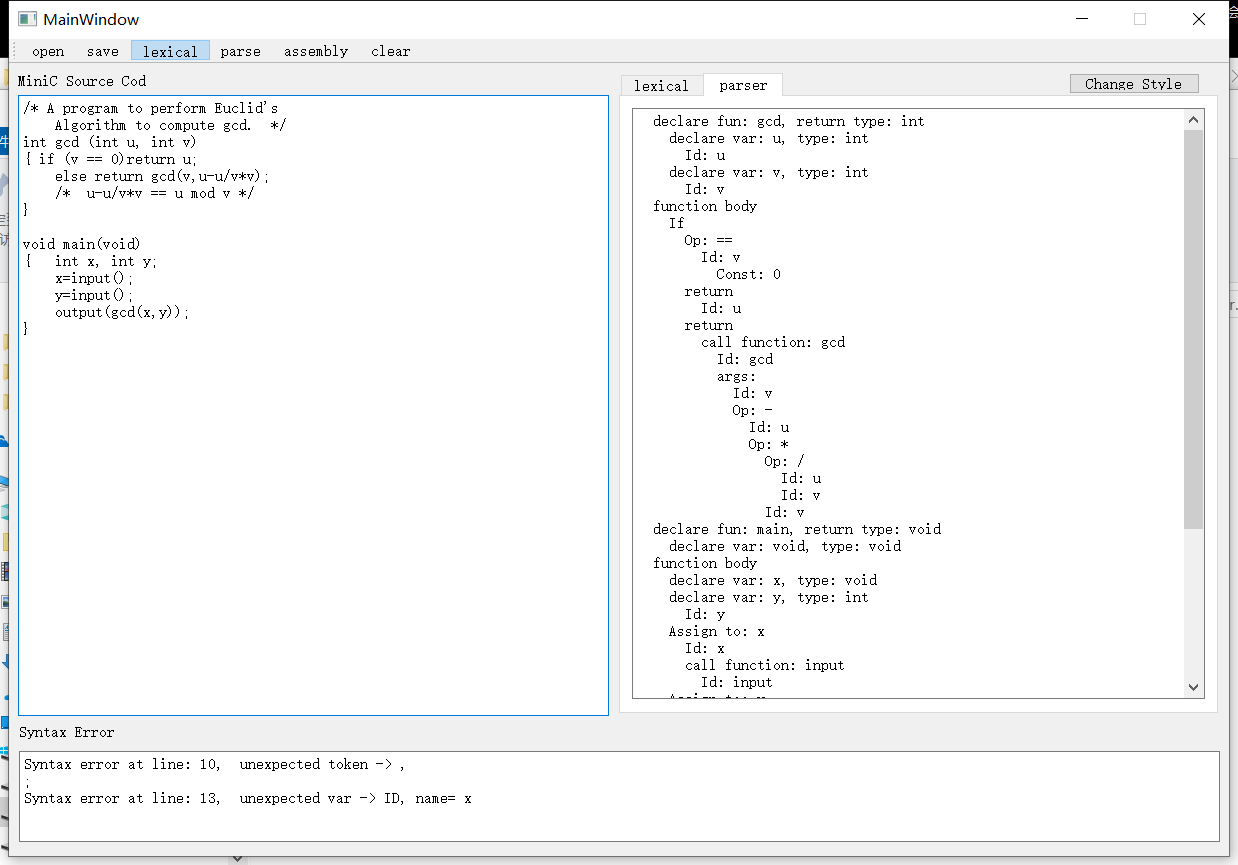 MainWindow
open save lexical parse assembly clear
MiniC Source Cod
/* A program to perform Euclid's
Algorithm to compute gcd. */
int gcd (int u, int v)
{ if (v == 0)return u;
else return gcd(v,u-u/v*v);
/* u-u/v*v == u mod v */
}
void main(void)
{ int x, int y;
x=input();
y=input();
output(gcd(x,y));
}
lexical parser
Change Style
declare fun: gcd, return type: int
declare var: u, type: int
Id: u
declare var: v, type: int
Id: v
function body
If
Op: ==
Id: v
Const: 0
return
Id: u
return
call function: gcd
Id: gcd
args:
Id: v
Op: -
Id: u
Op: *
Op: /
Id: u
Id: v
Id: v
declare fun: main, return type: void
declare var: void, type: void
function body
declare var: x, type: void
declare var: y, type: int
Id: y
Assign to: x
Id: x
call function: input
Id: input
Syntax Error
Syntax error at line: 10, unexpected token -> ,
;
Syntax error at line: 13, unexpected var -> ID, name= x